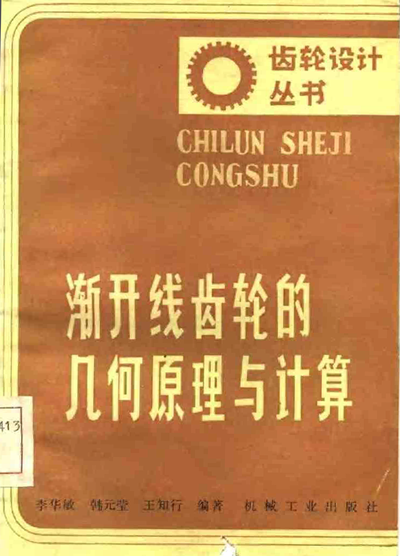 齿轮设计
丛书
CHILUN SHEJI
CONGSHU
渐开线齿轮的
几何原理与计算
413
李华敏 韩元莹 王知行 编著 机械工业出版社